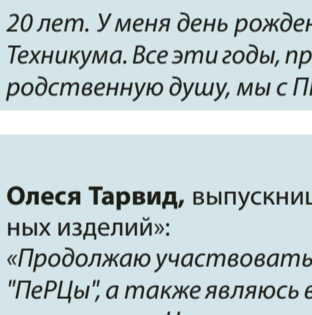 20 лет. У меня день рожде
Техникума. Все эти годы, пр
родственную душу, мы с П
Олеся Тарвид, выпускни
ных изделий»:
«Продолжаю участвовать
"ПеРЦы", а также являюсь в